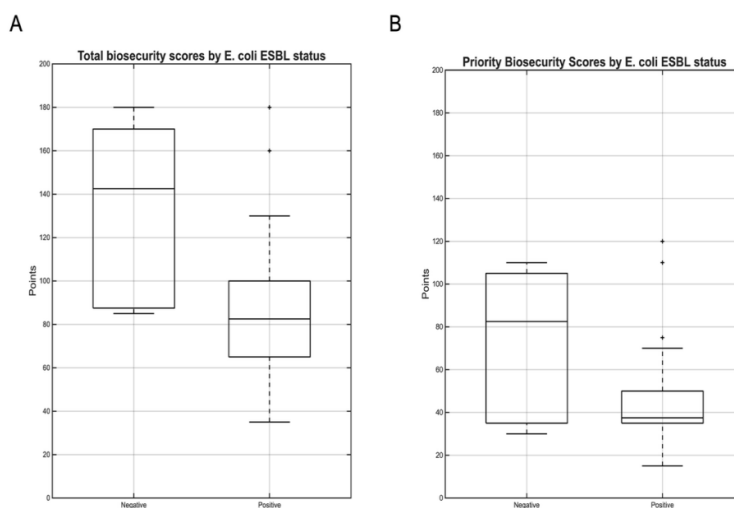 A
Total biosecurity scores by E. coli ESBL status
200
180
160
140
120
100
80
60
40
20
0
Points
Negative
Positive
B
Priority Biosecurity Scores by E. coli ESBL status
200
180
160
140
120
100
80
60
40
20
0
Points
Negative
Positive